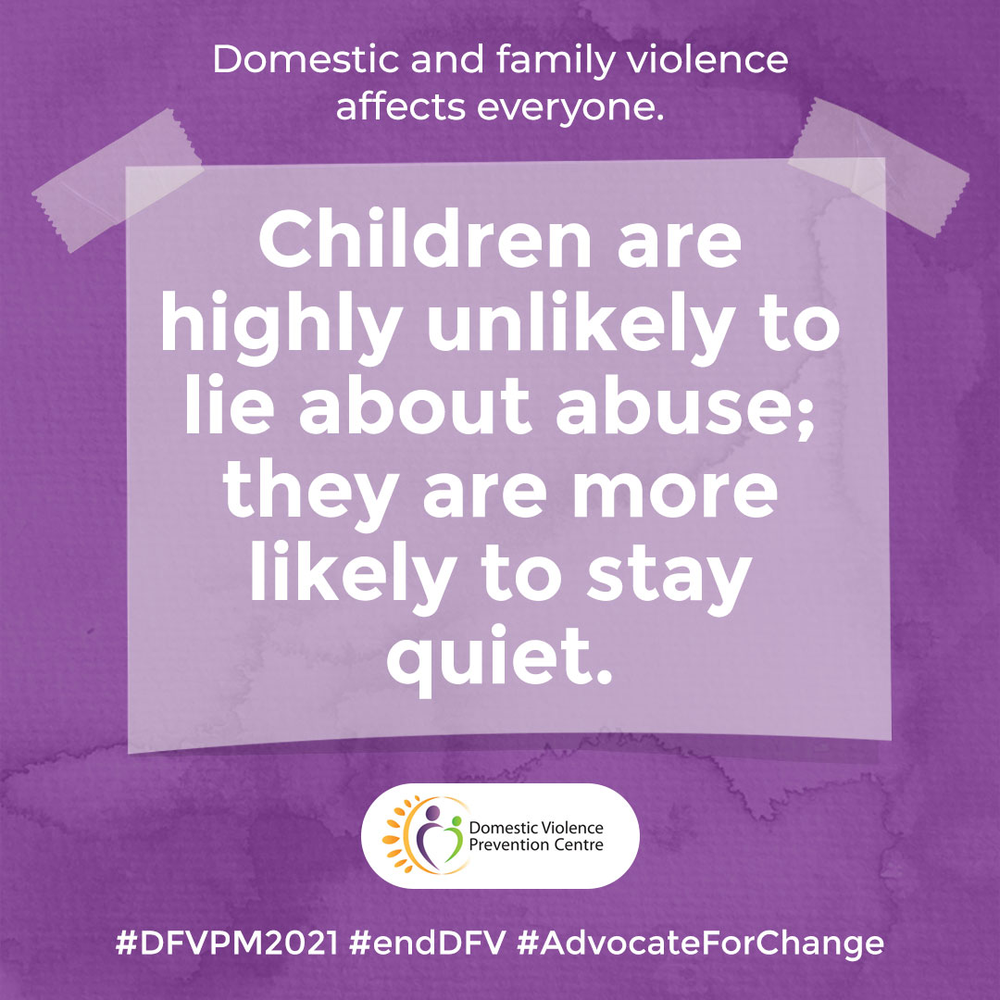 Domestic and family violence
affects everyone.
Children are
highly unlikely to
lie about abuse;
they are more
likely to stay
quiet.
Domestic Violence
Prevention Centre
#DFVPM2021 #endDFV #AdvocateForChange